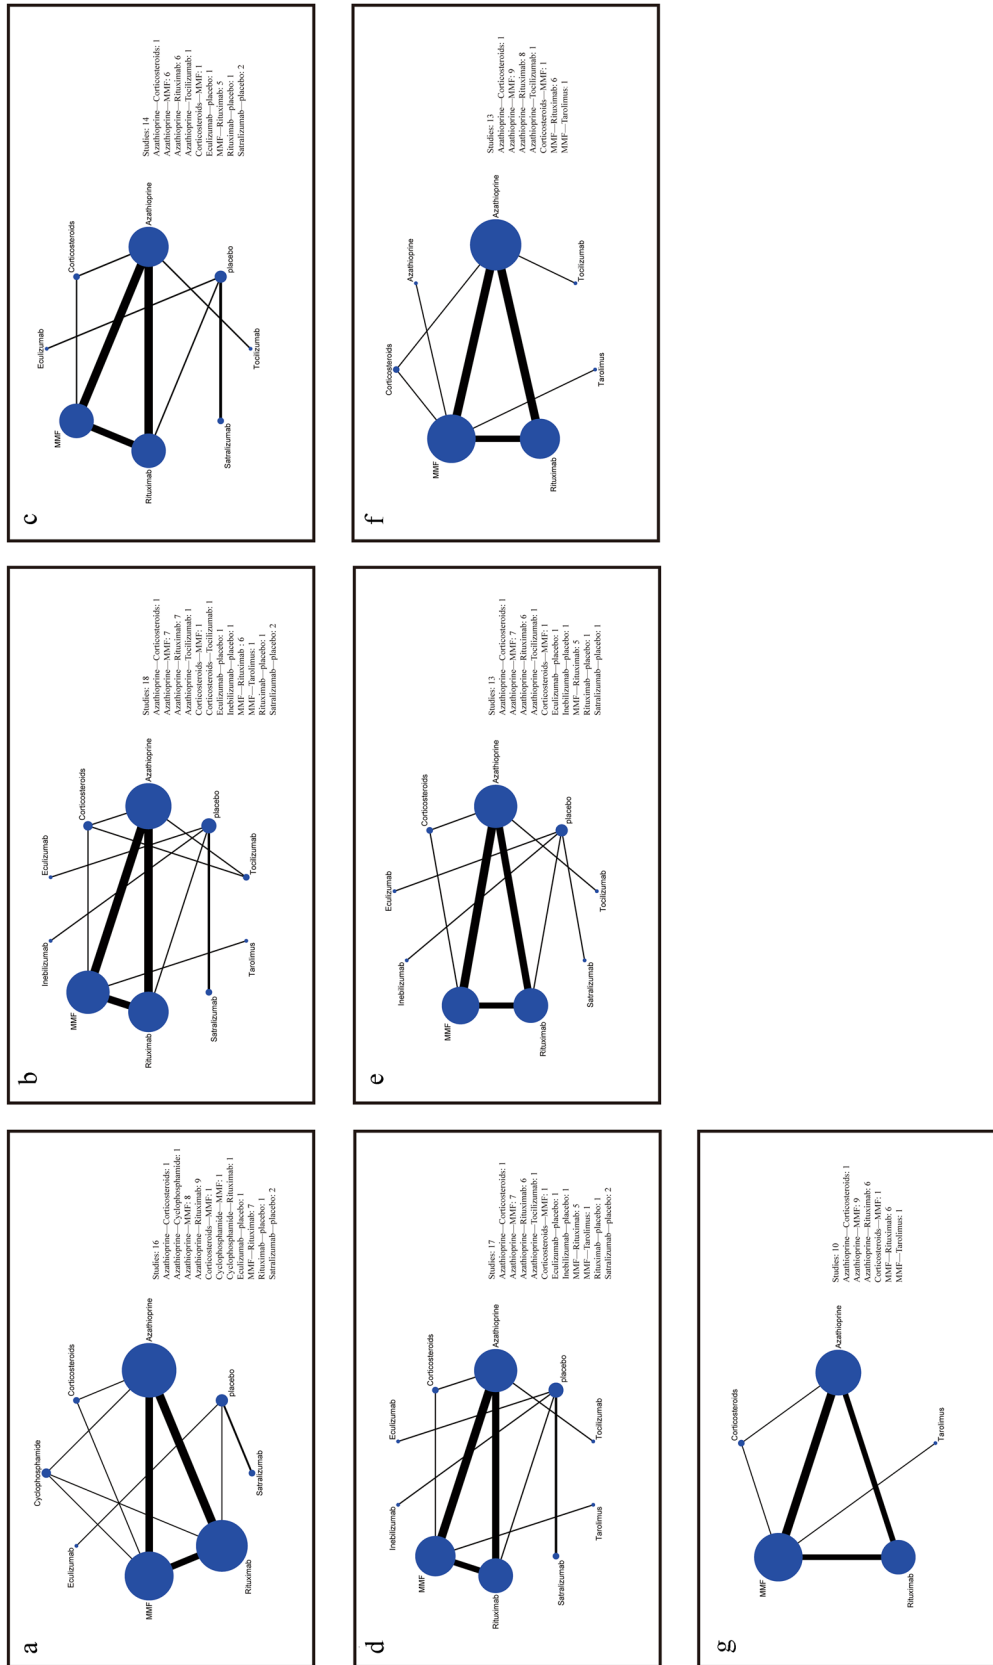 a
Cyclophosphamide
Corticosteroids
Eculizumab
Azathioprine
MMF
placebo
Rituximab
Satralizumab
Studies: 16
Azathioprine—Corticosteroids: 1
Azathioprine—Cyclophosphamide: 1
Azathioprine—MMF: 8
Azathioprine—Rituximab: 9
Corticosteroids—MMF: 1
Cyclophosphamide—MMF: 1
Cyclophosphamide—Rituximab: 1
Eculizumab—placebo: 1
MMF—Rituximab: 7
Rituximab—placebo: 1
Satralizumab—placebo: 2
b
Inebilizumab
Eculizumab
Corticosteroids
MMF
Azathioprine
Rituximab
placebo
Satralizumab
Tarolimus
Tocilizumab
Studies: 18
Azathioprine—Corticosteroids: 1
Azathioprine—MMF: 7
Azathioprine—Rituximab: 7
Azathioprine—Tocilizumab: 1
Corticosteroids—MMF: 1
Corticosteroids—Tocilizumab: 1
Eculizumab—placebo: 1
Inebilizumab—placebo: 1
MMF—Rituximab : 6
MMF—Tarolimus: 1
Rituximab—placebo: 1
Satralizumab—placebo: 2
c
Eculizumab
Corticosteroids
MMF
Azathioprine
Rituximab
placebo
Satralizumab
Tocilizumab
Studies: 14
Azathioprine—Corticosteroids: 1
Azathioprine—MMF: 6
Azathioprine—Rituximab: 6
Azathioprine—Tocilizumab: 1
Corticosteroids—MMF: 1
Eculizumab—placebo: 1
MMF—Rituximab: 5
Rituximab—placebo: 1
Satralizumab—placebo: 2
d
Inebilizumab
Eculizumab
Corticosteroids
MMF
Azathioprine
Rituximab
placebo
Satralizumab
Tarolimus
Tocilizumab
Studies: 17
Azathioprine—Corticosteroids: 1
Azathioprine—MMF: 7
Azathioprine—Rituximab: 6
Azathioprine—Tocilizumab: 1
Corticosteroids—MMF: 1
Eculizumab—placebo: 1
Inebilizumab—placebo: 1
MMF—Rituximab: 5
MMF—Tarolimus: 1
Rituximab—placebo: 1
Satralizumab—placebo: 2
e
Inebilizumab
Eculizumab
Corticosteroids
MMF
Azathioprine
Rituximab
placebo
Satralizumab
Tocilizumab
Studies: 13
Azathioprine—Corticosteroids: 1
Azathioprine—MMF: 7
Azathioprine—Rituximab: 6
Azathioprine—Tocilizumab: 1
Corticosteroids—MMF: 1
Eculizumab—placebo: 1
Inebilizumab—placebo: 1
MMF—Rituximab: 5
Rituximab—placebo: 1
Satralizumab—placebo: 1
f
Corticosteroids
Azathioprine
MMF
Azathioprine
Rituximab
Tarolimus
Tocilizumab
Studies: 13
Azathioprine—Corticosteroids: 1
Azathioprine—MMF: 9
Azathioprine—Rituximab: 8
Azathioprine—Tocilizumab: 1
Corticosteroids—MMF: 1
MMF—Rituximab: 6
MMF—Tarolimus: 1
g
Corticosteroids
MMF
Azathioprine
Rituximab
Tarolimus
Studies: 10
Azathioprine—Corticosteroids: 1
Azathioprine—MMF: 9
Azathioprine—Rituximab: 6
Corticosteroids—MMF: 1
MMF—Rituximab: 6
MMF—Tarolimus: 1